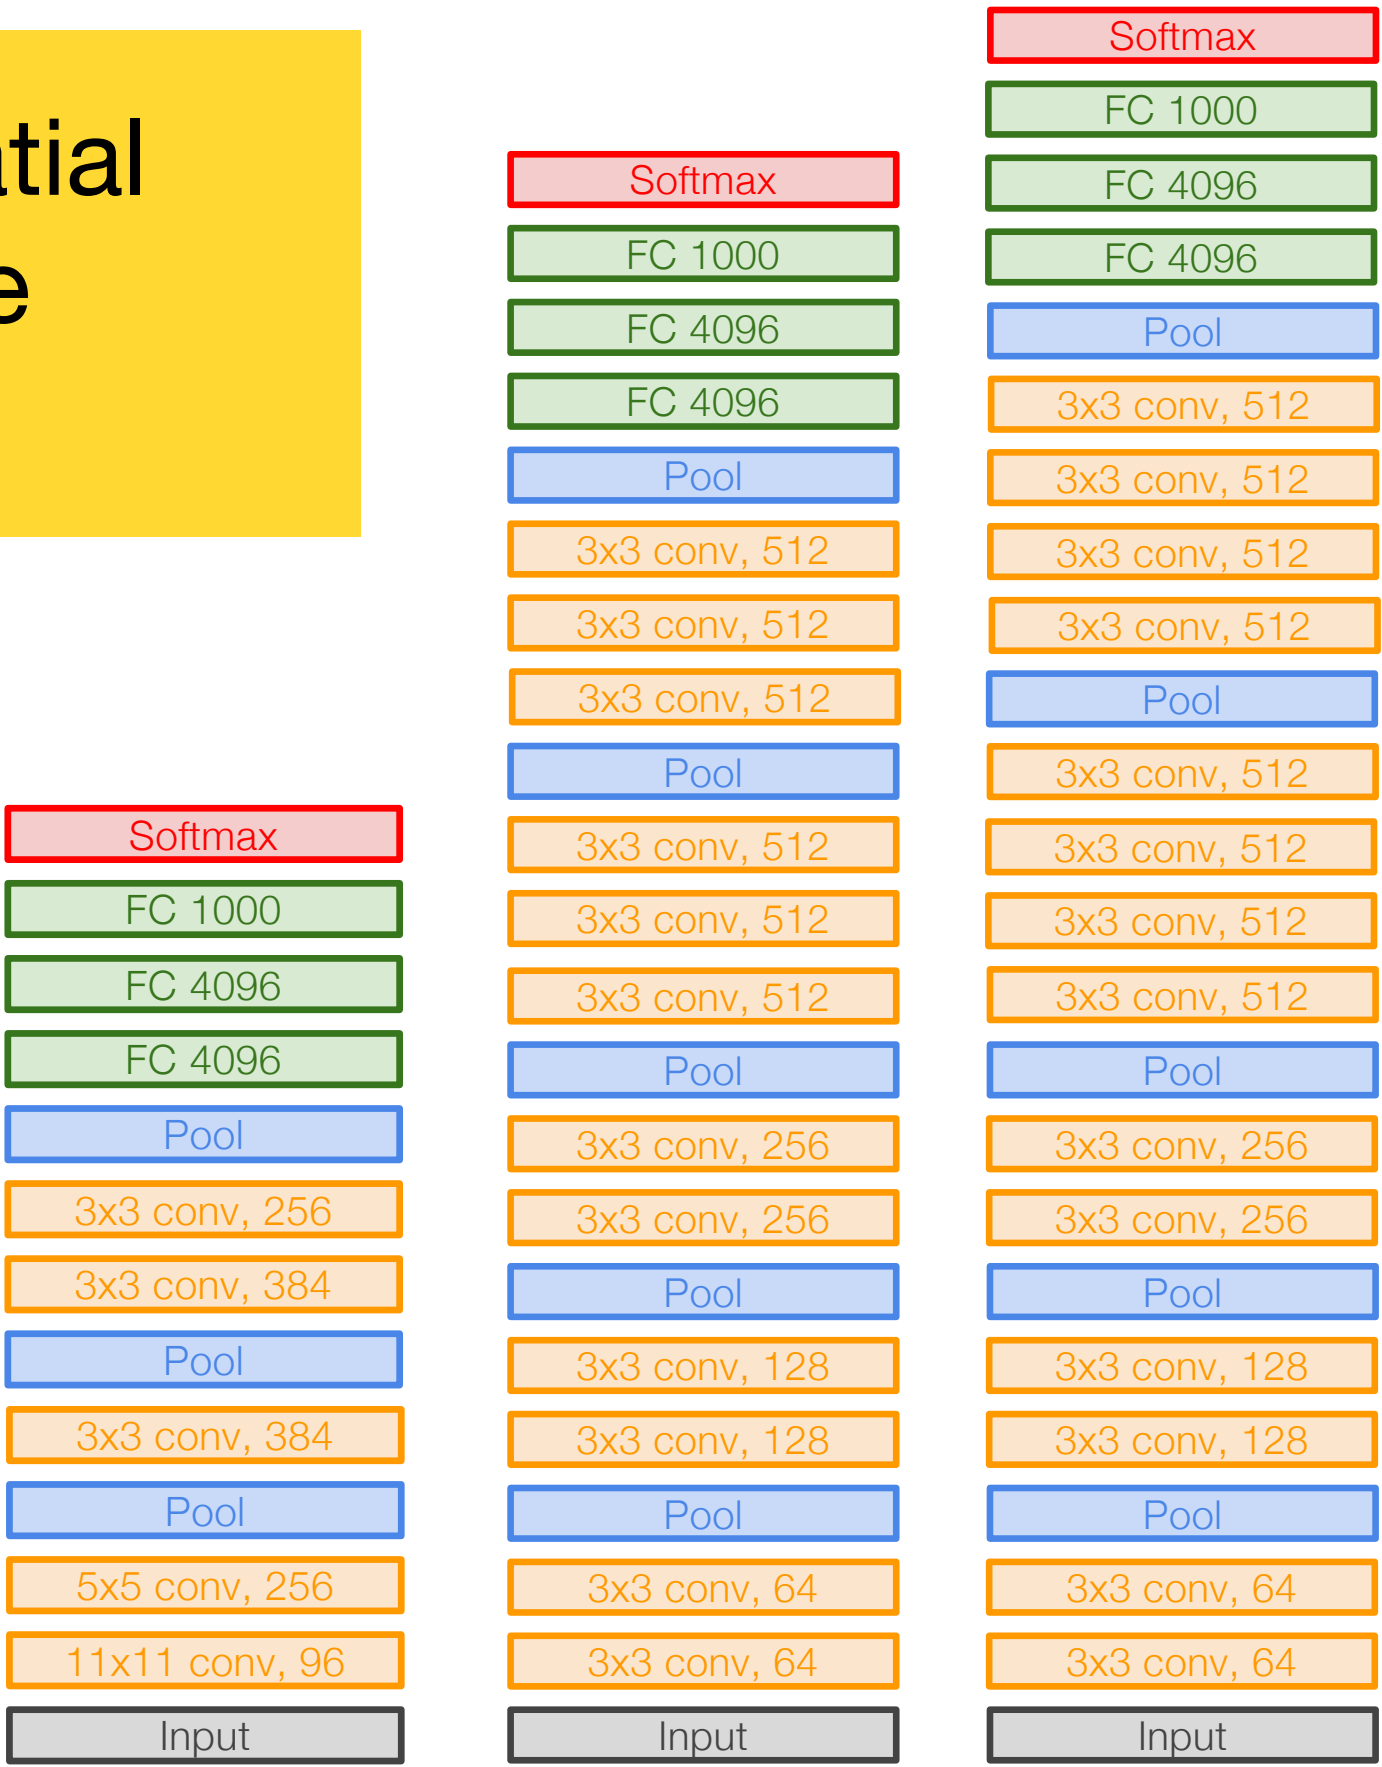 atial
e
Softmax
FC 1000
FC 4096
FC 4096
Pool
3x3 conv, 256
3x3 conv, 384
Pool
3x3 conv, 384
Pool
5x5 conv, 256
11x11 conv, 96
Input
Softmax
FC 1000
FC 4096
FC 4096
Pool
3x3 conv, 512
3x3 conv, 512
3x3 conv, 512
Pool
3x3 conv, 512
3x3 conv, 512
3x3 conv, 512
Pool
3x3 conv, 256
3x3 conv, 256
Pool
3x3 conv, 128
3x3 conv, 128
Pool
3x3 conv, 64
3x3 conv, 64
Input
Softmax
FC 1000
FC 4096
FC 4096
Pool
3x3 conv, 512
3x3 conv, 512
3x3 conv, 512
3x3 conv, 512
Pool
3x3 conv, 512
3x3 conv, 512
3x3 conv, 512
3x3 conv, 512
Pool
3x3 conv, 256
3x3 conv, 256
Pool
3x3 conv, 128
3x3 conv, 128
Pool
3x3 conv, 64
3x3 conv, 64
Input